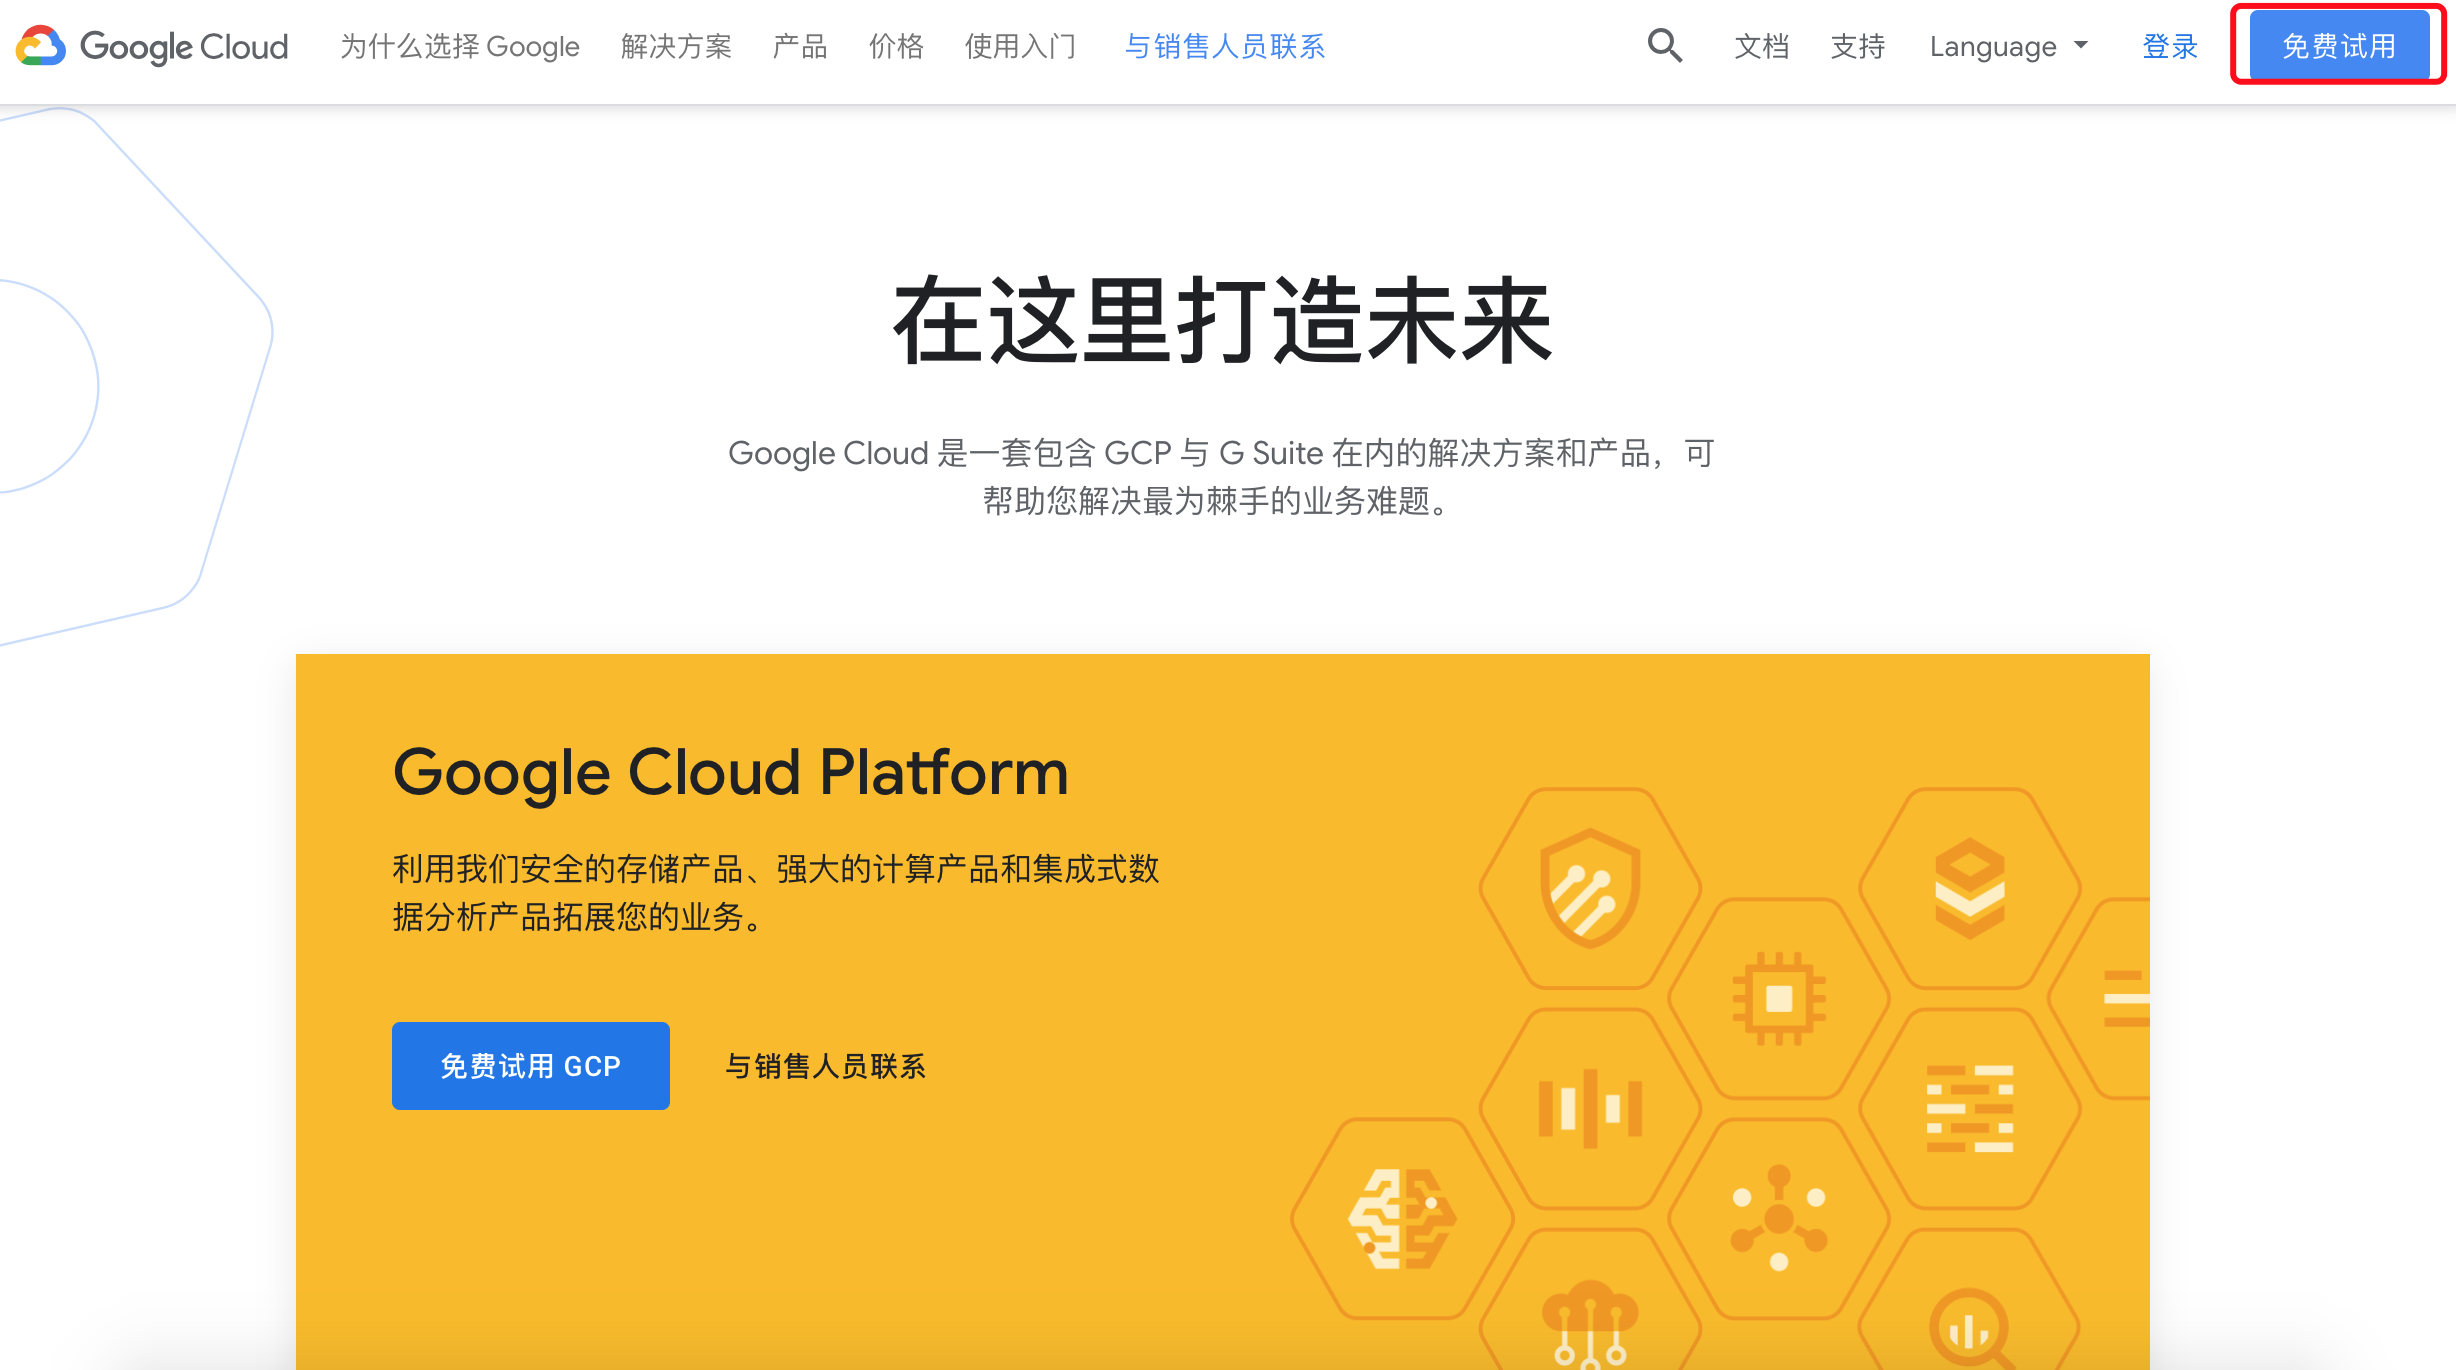 Google Cloud 为什么选择 Google 解决方案 产品 价格 使用入门 与销售人员联系 文档 支持 Language 登录 免费试用
在这里打造未来
Google Cloud 是一套包含 GCP 与 G Suite 在内的解决方案和产品，可
帮助您解决最为棘手的业务难题。
Google Cloud Platform
利用我们安全的存储产品、强大的计算产品和集成式数
据分析产品拓展您的业务。
免费试用 GCP 与销售人员联系